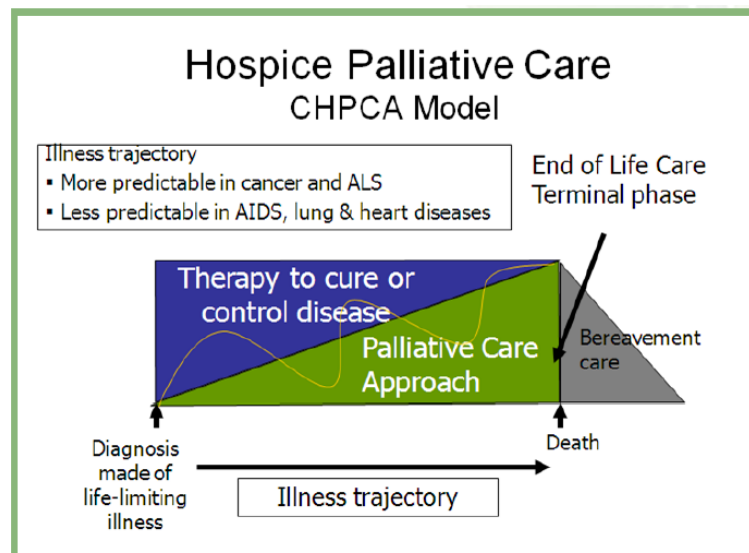 Hospice Palliative Care
CHPCA Model
Illness trajectory
▪ More predictable in cancer and ALS
▪ Less predictable in AIDS, lung & heart diseases
End of Life Care
Terminal phase
Therapy to cure or
control disease
Palliative Care
Approach
Bereavement
care
Diagnosis
made of
life-limiting
illness
Death
Illness trajectory